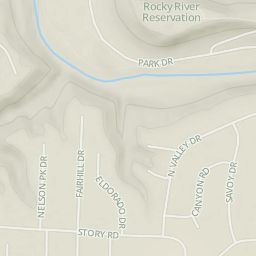 Rocky River
Reservation
PARK DR
N VALLEY DR
CANYON RD
SAVOY DR
NELSON PK DR
FAIRHILL DR
ELDORADO DR
STORY RD